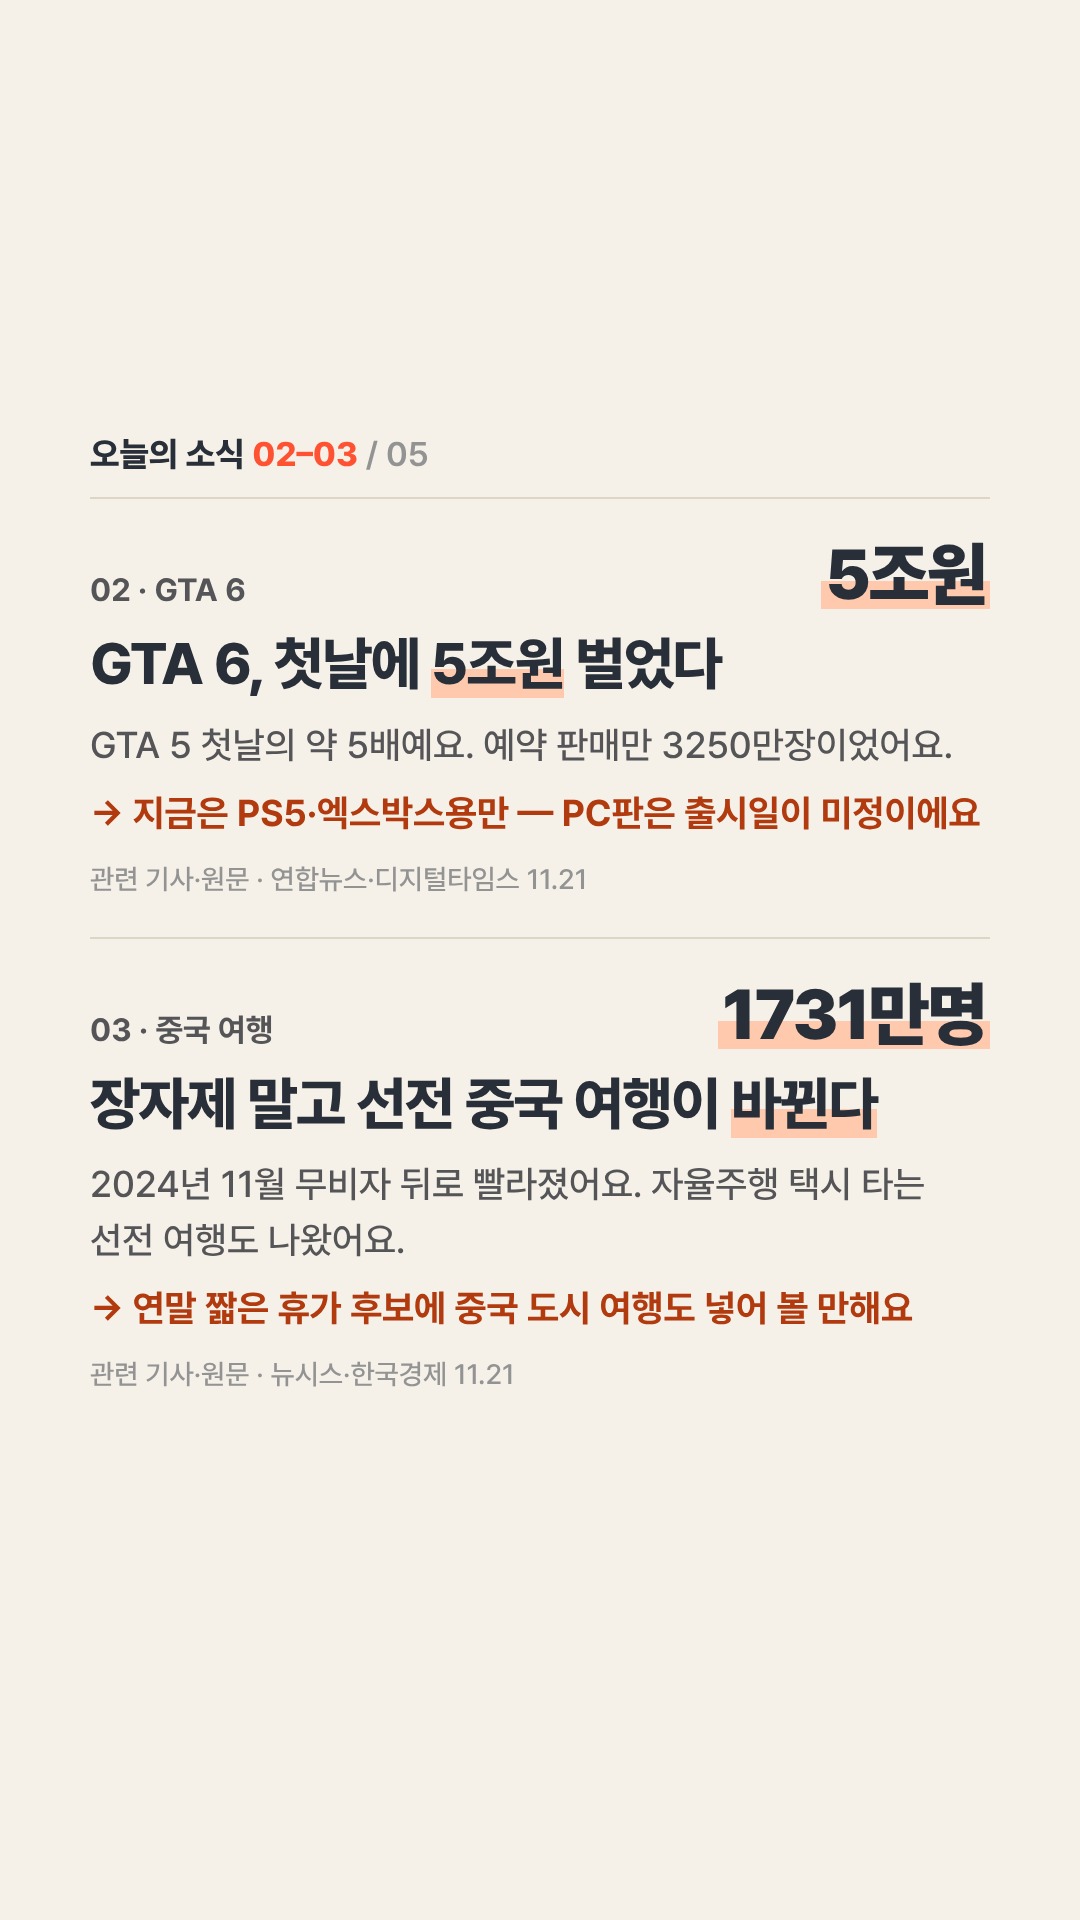 오늘의 소식 02–03 / 05
02 · GTA 6
5조원
GTA 6, 첫날에 5조원 벌었다
GTA 5 첫날의 약 5배예요. 예약 판매만 3250만장이었어요.
→ 지금은 PS5·엑스박스용만 — PC판은 출시일이 미정이에요
관련 기사·원문 · 연합뉴스·디지털타임스 11.21
03 · 중국 여행
1731만명
장자제 말고 선전 중국 여행이 바뀐다
2024년 11월 무비자 뒤로 빨라졌어요. 자율주행 택시 타는
선전 여행도 나왔어요.
→ 연말 짧은 휴가 후보에 중국 도시 여행도 넣어 볼 만해요
관련 기사·원문 · 뉴시스·한국경제 11.21